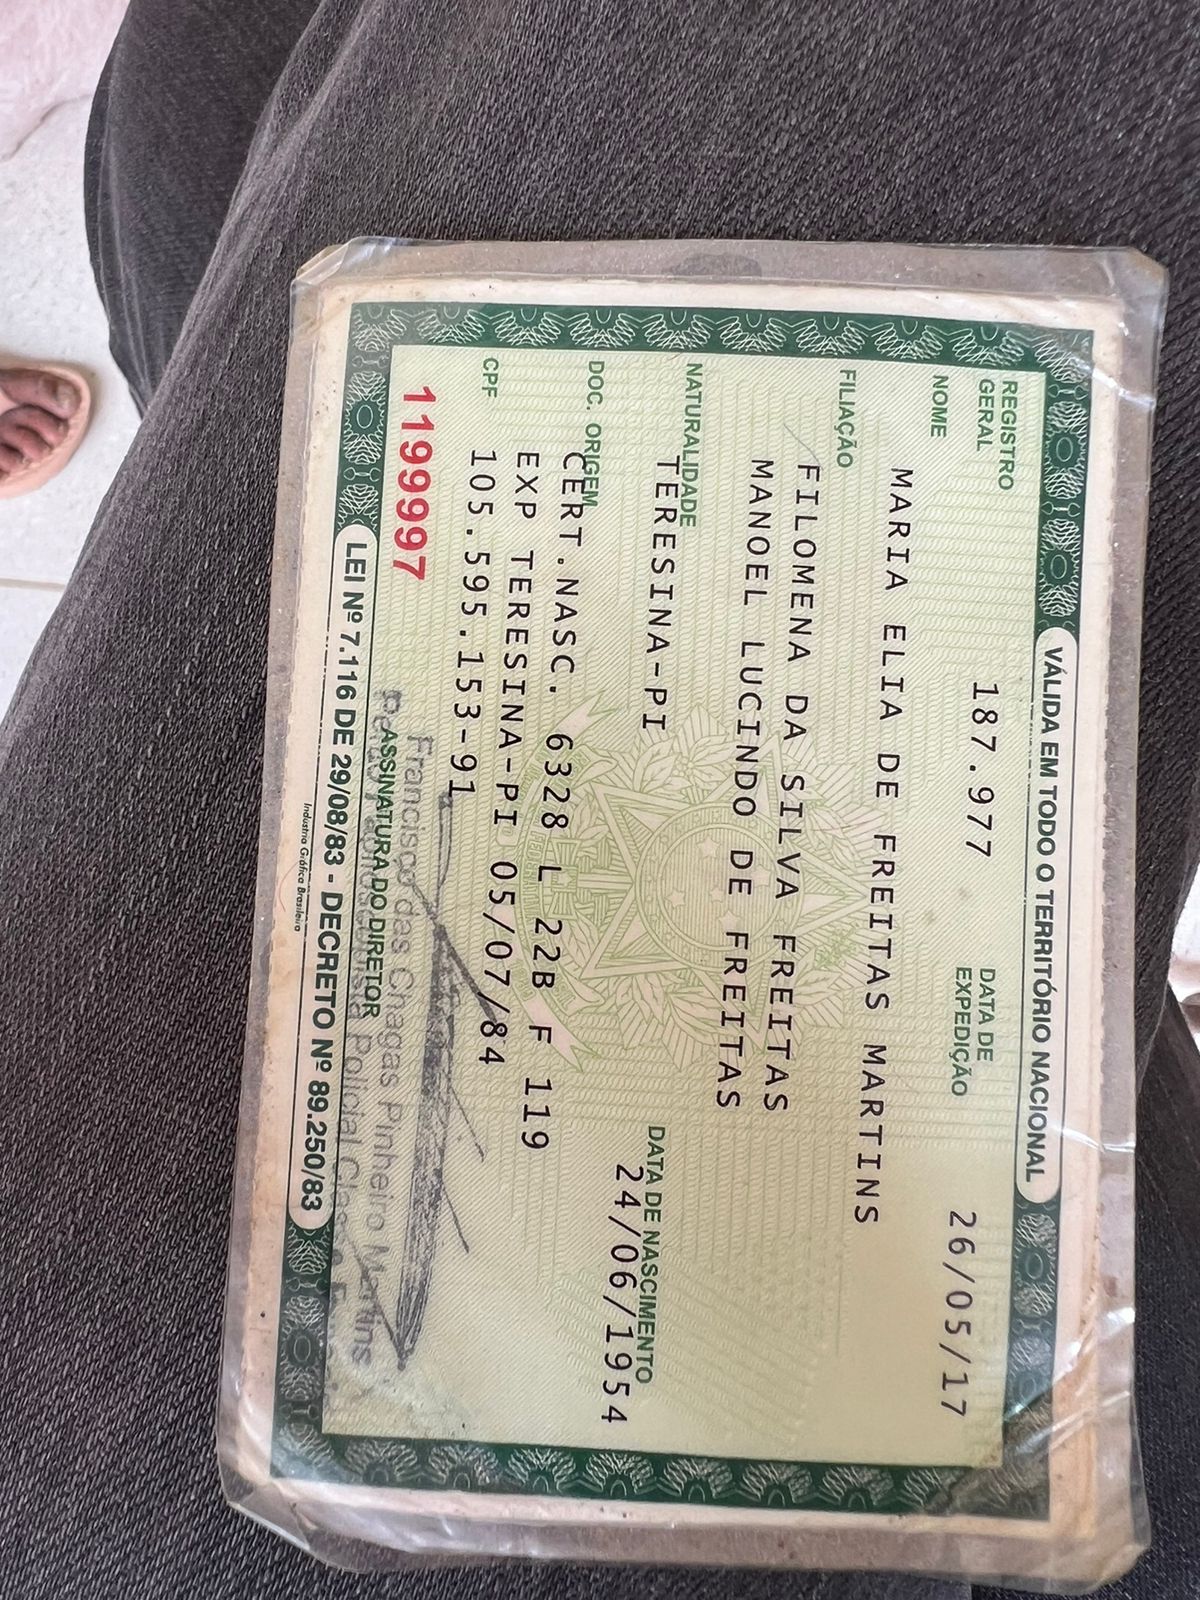 VÁLIDA EM TODO O TERRITÓRIO NACIONAL
REGISTRO GERAL 187.977 DATA DE EXPEDIÇÃO 26/05/17
NOME
MARIA ELIA DE FREITAS MARTINS
FILIAÇÃO
FILOMENA DA SILVA FREITAS
MANOEL LUCINDO DE FREITAS
NATURALIDADE
TERESINA-PI
DATA DE NASCIMENTO
24/06/1954
DOC. ORIGEM
CERT.NASC. 6328 L 22B F 119
EXP TERESINA-PI 05/07/84
CPF 105.595.153-91
1199997
Francisco das Chagas Pinheiro Martins
ASSINATURA DO DIRETOR
Perito Papiloscopista Policial Classe
LEI Nº 7.116 DE 29/08/83 - DECRETO Nº 89.250/83
Industria Gráfica Brasileira